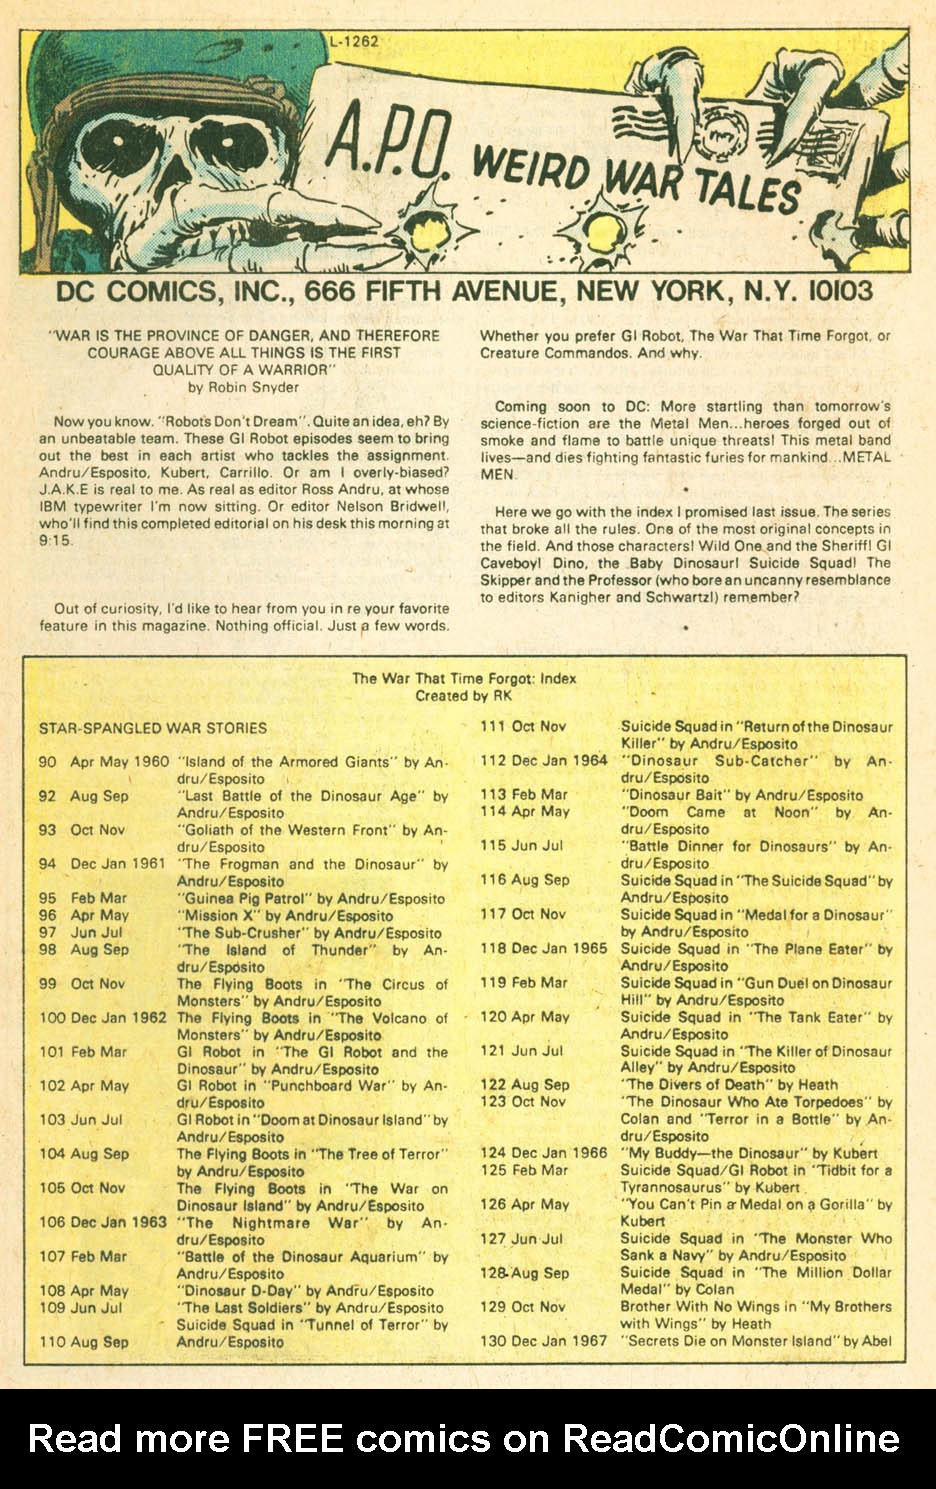 L-1262
A.P.O. WEIRD WAR TALES
DC COMICS, INC., 666 FIFTH AVENUE, NEW YORK, N.Y. 10103
"WAR IS THE PROVINCE OF DANGER, AND THEREFORE
COURAGE ABOVE ALL THINGS IS THE FIRST
QUALITY OF A WARRIOR"
by Robin Snyder
Now you know. "Robots Don't Dream". Quite an idea, eh? By
an unbeatable team. These GI Robot episodes seem to bring
out the best in each artist who tackles the assignment.
Andru/Esposito, Kubert, Carrillo. Or am I overly-biased?
J.A.K.E is real to me. As real as editor Ross Andru, at whose
IBM typewriter I'm now sitting. Or editor Nelson Bridwell,
who'll find this completed editorial on his desk this morning at
9:15.
Out of curiosity, I'd like to hear from you in re your favorite
feature in this magazine. Nothing official. Just a few words.
Whether you prefer GI Robot, The War That Time Forgot, or
Creature Commandos. And why.
Coming soon to DC: More startling than tomorrow's
science-fiction are the Metal Men...heroes forged out of
smoke and flame to battle unique threats! This metal band
lives—and dies fighting fantastic furies for mankind...METAL
MEN.
Here we go with the index I promised last issue. The series
that broke all the rules. One of the most original concepts in
the field. And those characters! Wild One and the Sheriff! GI
Caveboy! Dino, the Baby Dinosaur! Suicide Squad! The
Skipper and the Professor (who bore an uncanny resemblance
to editors Kanigher and Schwartz!) remember?
The War That Time Forgot: Index
Created by RK
STAR-SPANGLED WAR STORIES
90 Apr May 1960 "Island of the Armored Giants" by An-
dru/Esposito
92 Aug Sep "Last Battle of the Dinosaur Age" by
Andru/Esposito
93 Oct Nov "Goliath of the Western Front" by An-
dru/Esposito
94 Dec Jan 1961 "The Frogman and the Dinosaur" by
Andru/Esposito
95 Feb Mar "Guinea Pig Patrol" by Andru/Esposito
96 Apr May "Mission X" by Andru/Esposito
97 Jun Jul "The Sub-Crusher" by Andru/Esposito
98 Aug Sep "The Island of Thunder" by An-
dru/Esposito
99 Oct Nov The Flying Boots in "The Circus of
Monsters" by Andru/Esposito
100 Dec Jan 1962 The Flying Boots in "The Volcano of
Monsters" by Andru/Esposito
101 Feb Mar GI Robot in "The GI Robot and the
Dinosaur" by Andru/Esposito
102 Apr May GI Robot in "Punchboard War" by An-
dru/Esposito
103 Jun Jul GI Robot in "Doom at Dinosaur Island" by
Andru/Esposito
104 Aug Sep The Flying Boots in "The Tree of Terror"
by Andru/Esposito
105 Oct Nov The Flying Boots in "The War on
Dinosaur Island" by Andru/Esposito
106 Dec Jan 1963 "The Nightmare War" by An-
dru/Esposito
107 Feb Mar "Battle of the Dinosaur Aquarium" by
Andru/Esposito
108 Apr May "Dinosaur D-Day" by Andru/Esposito
109 Jun Jul "The Last Soldiers" by Andru/Esposito
Suicide Squad in "Tunnel of Terror" by
110 Aug Sep Andru/Esposito
111 Oct Nov Suicide Squad in "Return of the Dinosaur
Killer" by Andru/Esposito
112 Dec Jan 1964 "Dinosaur Sub-Catcher" by An-
dru/Esposito
113 Feb Mar "Dinosaur Bait" by Andru/Esposito
114 Apr May "Doom Came at Noon" by An-
dru/Esposito
115 Jun Jul "Battle Dinner for Dinosaurs" by An-
dru/Esposito
116 Aug Sep Suicide Squad in "The Suicide Squad" by
Andru/Esposito
117 Oct Nov Suicide Squad in "Medal for a Dinosaur"
by Andru/Esposito
118 Dec Jan 1965 Suicide Squad in "The Plane Eater" by
Andru/Esposito
119 Feb Mar Suicide Squad in "Gun Duel on Dinosaur
Hill" by Andru/Esposito
120 Apr May Suicide Squad in "The Tank Eater" by
Andru/Esposito
121 Jun Jul Suicide Squad in "The Killer of Dinosaur
Alley" by Andru/Esposito
122 Aug Sep "The Divers of Death" by Heath
123 Oct Nov "The Dinosaur Who Ate Torpedoes" by
Colan and "Terror in a Bottle" by An-
dru/Esposito
124 Dec Jan 1966 "My Buddy—the Dinosaur" by Kubert
125 Feb Mar Suicide Squad/GI Robot in "Tidbit for a
Tyrannosaurus" by Kubert
126 Apr May "You Can't Pin a Medal on a Gorilla" by
Kubert
127 Jun Jul Suicide Squad in "The Monster Who
Sank a Navy" by Andru/Esposito
128 Aug Sep Suicide Squad in "The Million Dollar
Medal" by Colan
129 Oct Nov Brother With No Wings in "My Brothers
with Wings" by Heath
130 Dec Jan 1967 "Secrets Die on Monster Island" by Abel
Read more FREE comics on ReadComicOnline